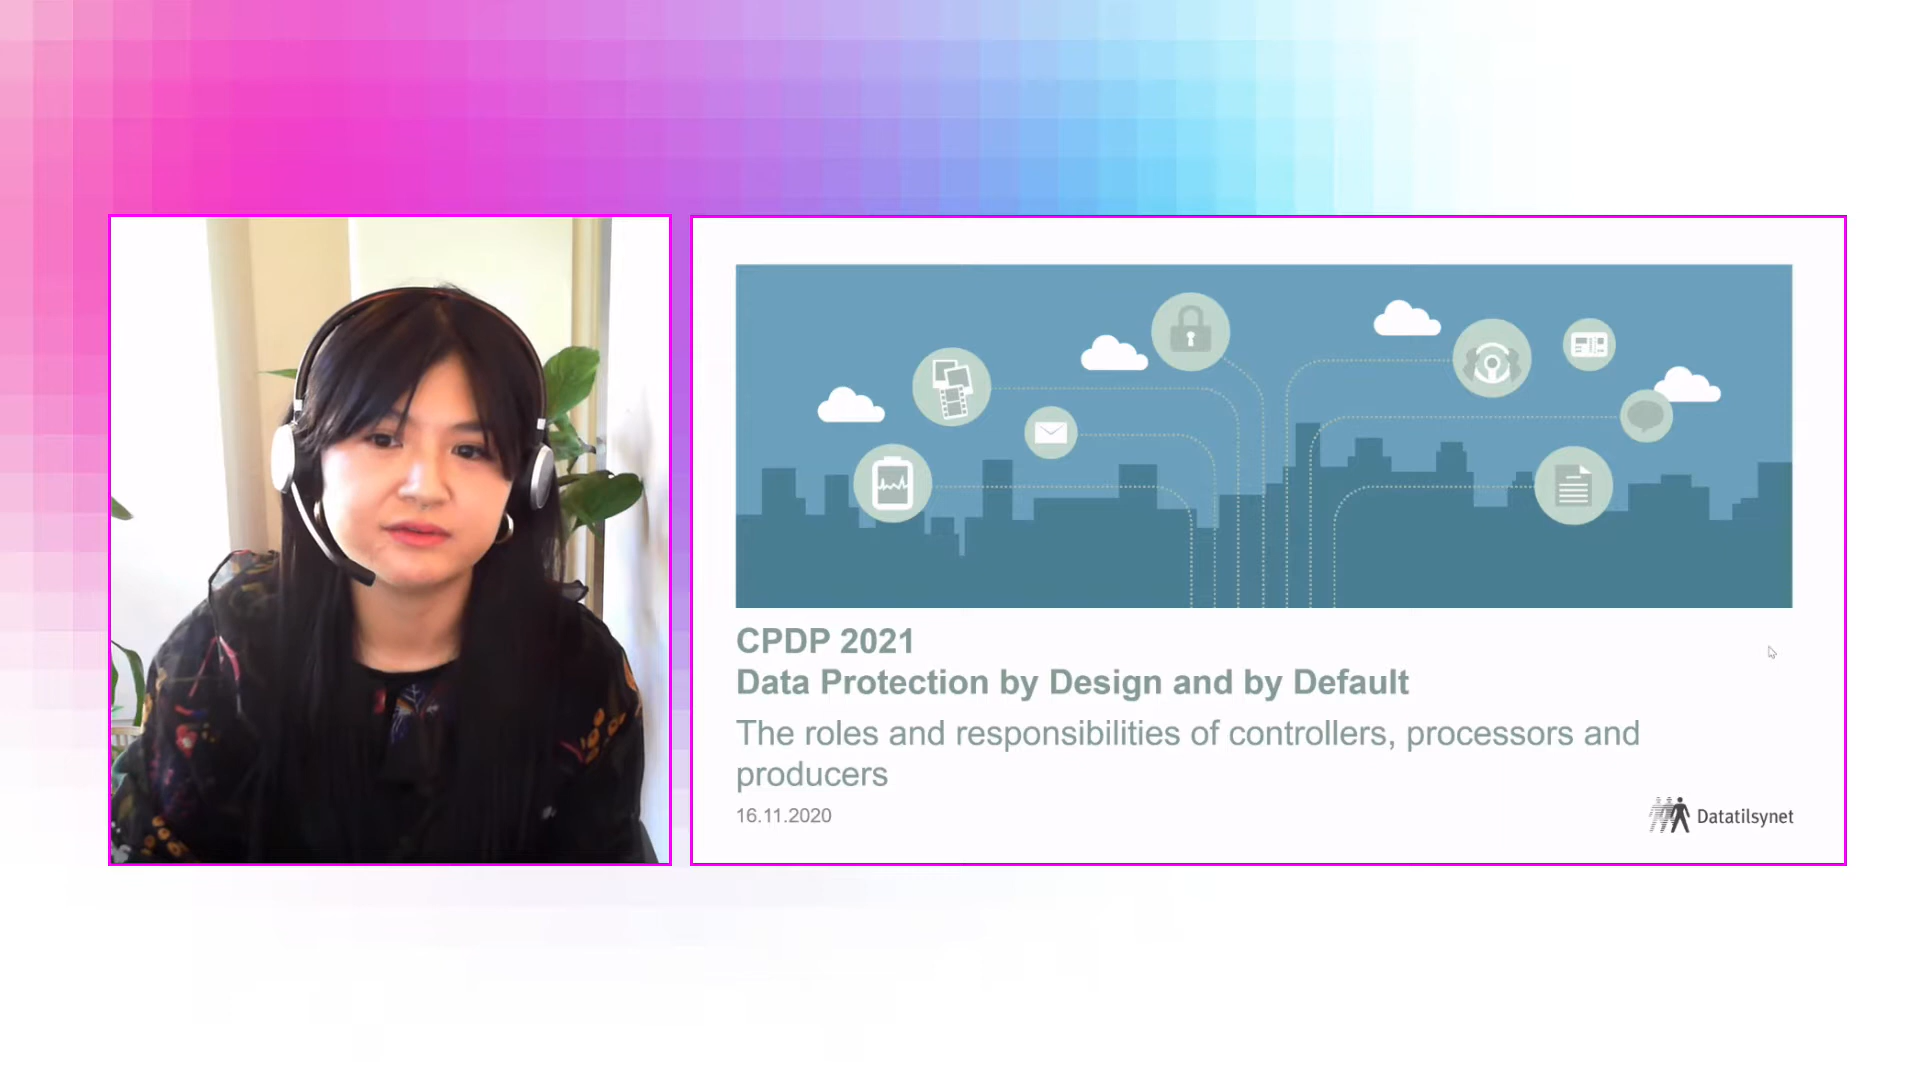 CPDP 2021
Data Protection by Design and by Default
The roles and responsibilities of controllers, processors and
producers
16.11.2020
Datatilsynet